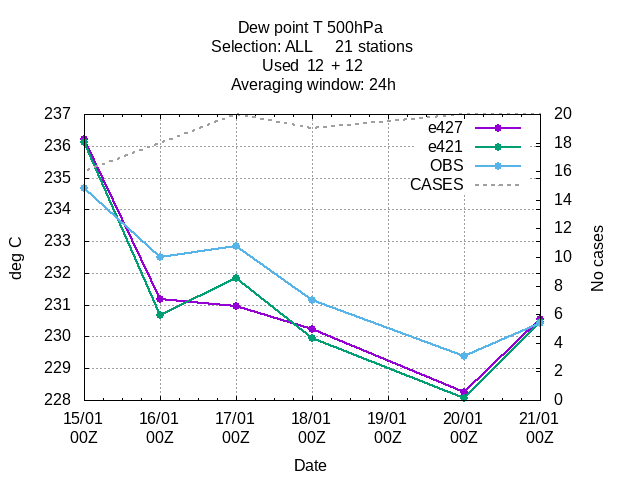 Dew point T 500hPa
Selection: ALL 21 stations
Used 12 + 12
Averaging window: 24h
237
236
235
234
233
232
231
230
229
228
20
18
16
14
12
10
8
6
4
2
0
e427
e421
OBS
CASES
deg C
No cases
15/01 16/01 17/01 18/01 19/01 20/01 21/01
00Z 00Z 00Z 00Z 00Z 00Z 00Z
Date